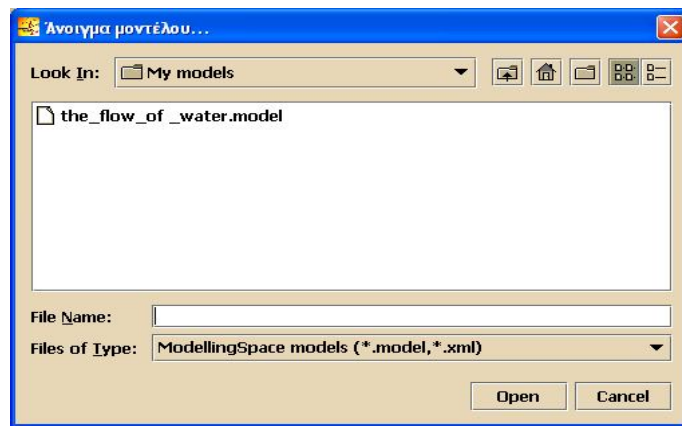 Άνοιγμα μοντέλου...
Look In: My models
the_flow_of _water.model
File Name:
Files of Type: ModellingSpace models (*.model,*.xml)
Open Cancel